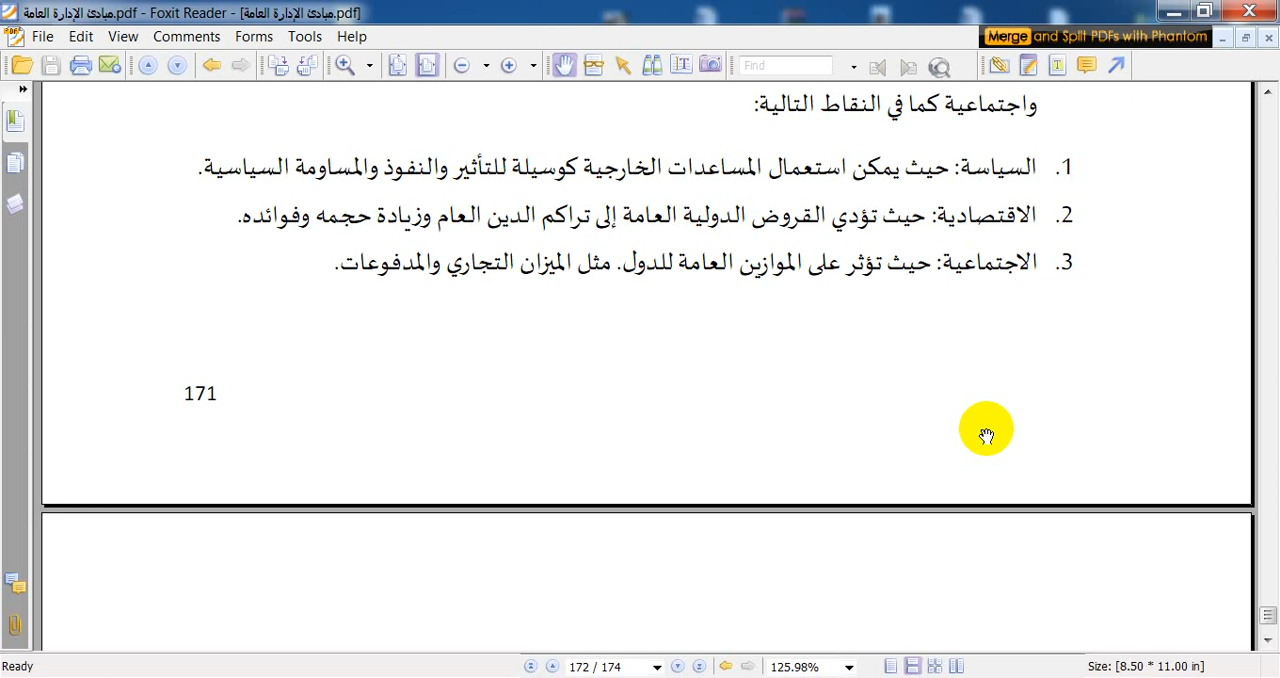 مبادئ الإدارة العامة.pdf - Foxit Reader - [مبادئ الإدارة العامة.pdf]
File Edit View Comments Forms Tools Help
Merge and Split PDFs with Phantom
Find
واجتماعية كما في النقاط التالية:
1. السياسة: حيث يمكن استعمال المساعدات الخارجية كوسيلة للتأثير والنفوذ والمساومة السياسية.
2. الاقتصادية: حيث تؤدي القروض الدولية العامة إلى تراكم الدين العام وزيادة حجمه وفوائده.
3. الاجتماعية: حيث تؤثر على الموازين العامة للدول. مثل الميزان التجاري والمدفوعات.
171
Ready 172 / 174 125.98% Size: [8.50 * 11.00 in]